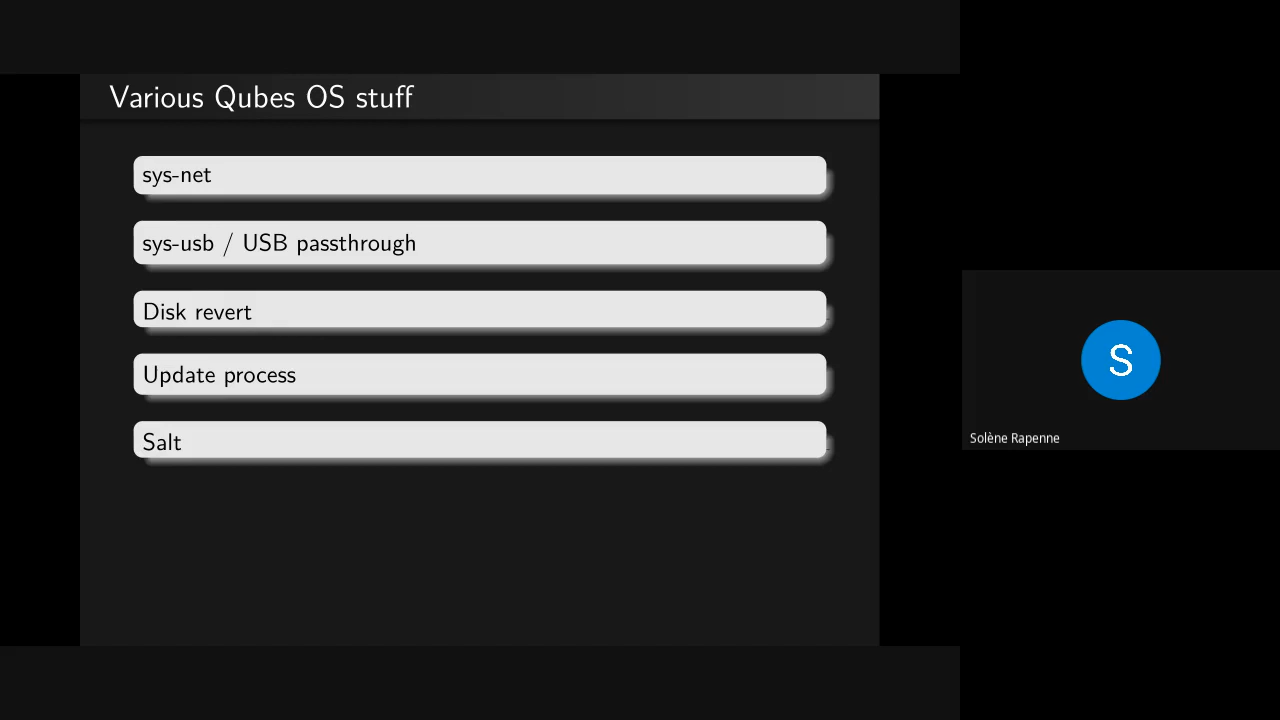 Various Qubes OS stuff
sys-net
sys-usb / USB passthrough
Disk revert
Update process
Salt
S
Solène Rapenne